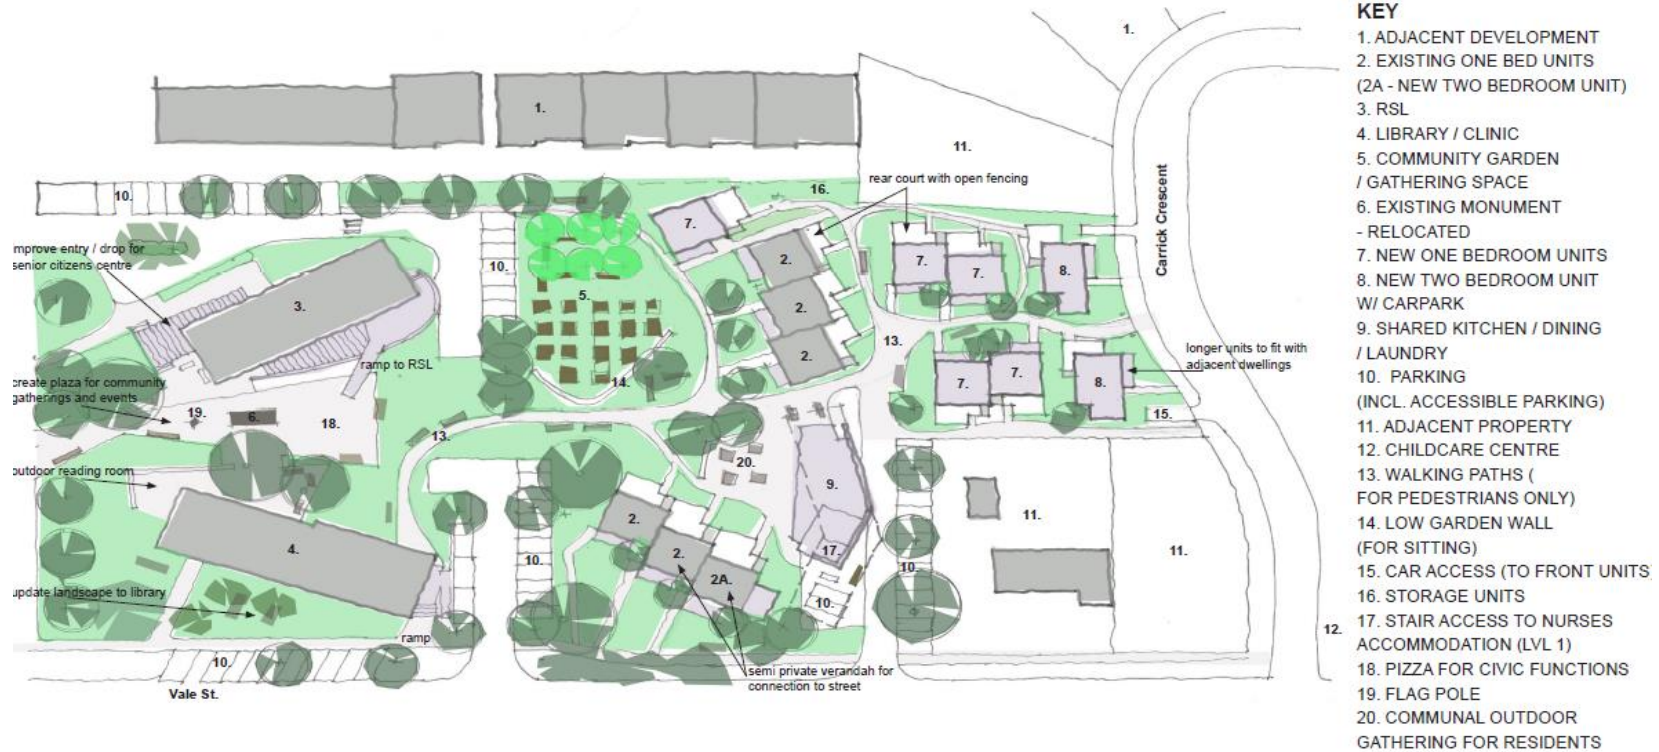 1.
1.
11.
rear court with open fencing
16.
10.
7.
Carrick Crescent
improve entry / drop for
senior citizens centre
2.
7.
7.
8.
10.
3.
5.
2.
13.
2.
longer units to fit with
adjacent dwellings
ramp to RSL
14.
7.
7.
8.
create plaza for community
gatherings and events
19.
6.
18.
15.
13.
20.
outdoor reading room
9.
2.
11.
4.
2.
17.
11.
10.
10.
2A.
update landscape to library
10.
12.
ramp
10.
semi private verandah for
connection to street
Vale St.
KEY
1. ADJACENT DEVELOPMENT
2. EXISTING ONE BED UNITS
(2A - NEW TWO BEDROOM UNIT)
3. RSL
4. LIBRARY / CLINIC
5. COMMUNITY GARDEN
/ GATHERING SPACE
6. EXISTING MONUMENT
- RELOCATED
7. NEW ONE BEDROOM UNITS
8. NEW TWO BEDROOM UNIT
W/ CARPARK
9. SHARED KITCHEN / DINING
/ LAUNDRY
10. PARKING
(INCL. ACCESSIBLE PARKING)
11. ADJACENT PROPERTY
12. CHILDCARE CENTRE
13. WALKING PATHS (
FOR PEDESTRIANS ONLY)
14. LOW GARDEN WALL
(FOR SITTING)
15. CAR ACCESS (TO FRONT UNITS
16. STORAGE UNITS
17. STAIR ACCESS TO NURSES
ACCOMMODATION (LVL 1)
18. PIZZA FOR CIVIC FUNCTIONS
19. FLAG POLE
20. COMMUNAL OUTDOOR
GATHERING FOR RESIDENTS